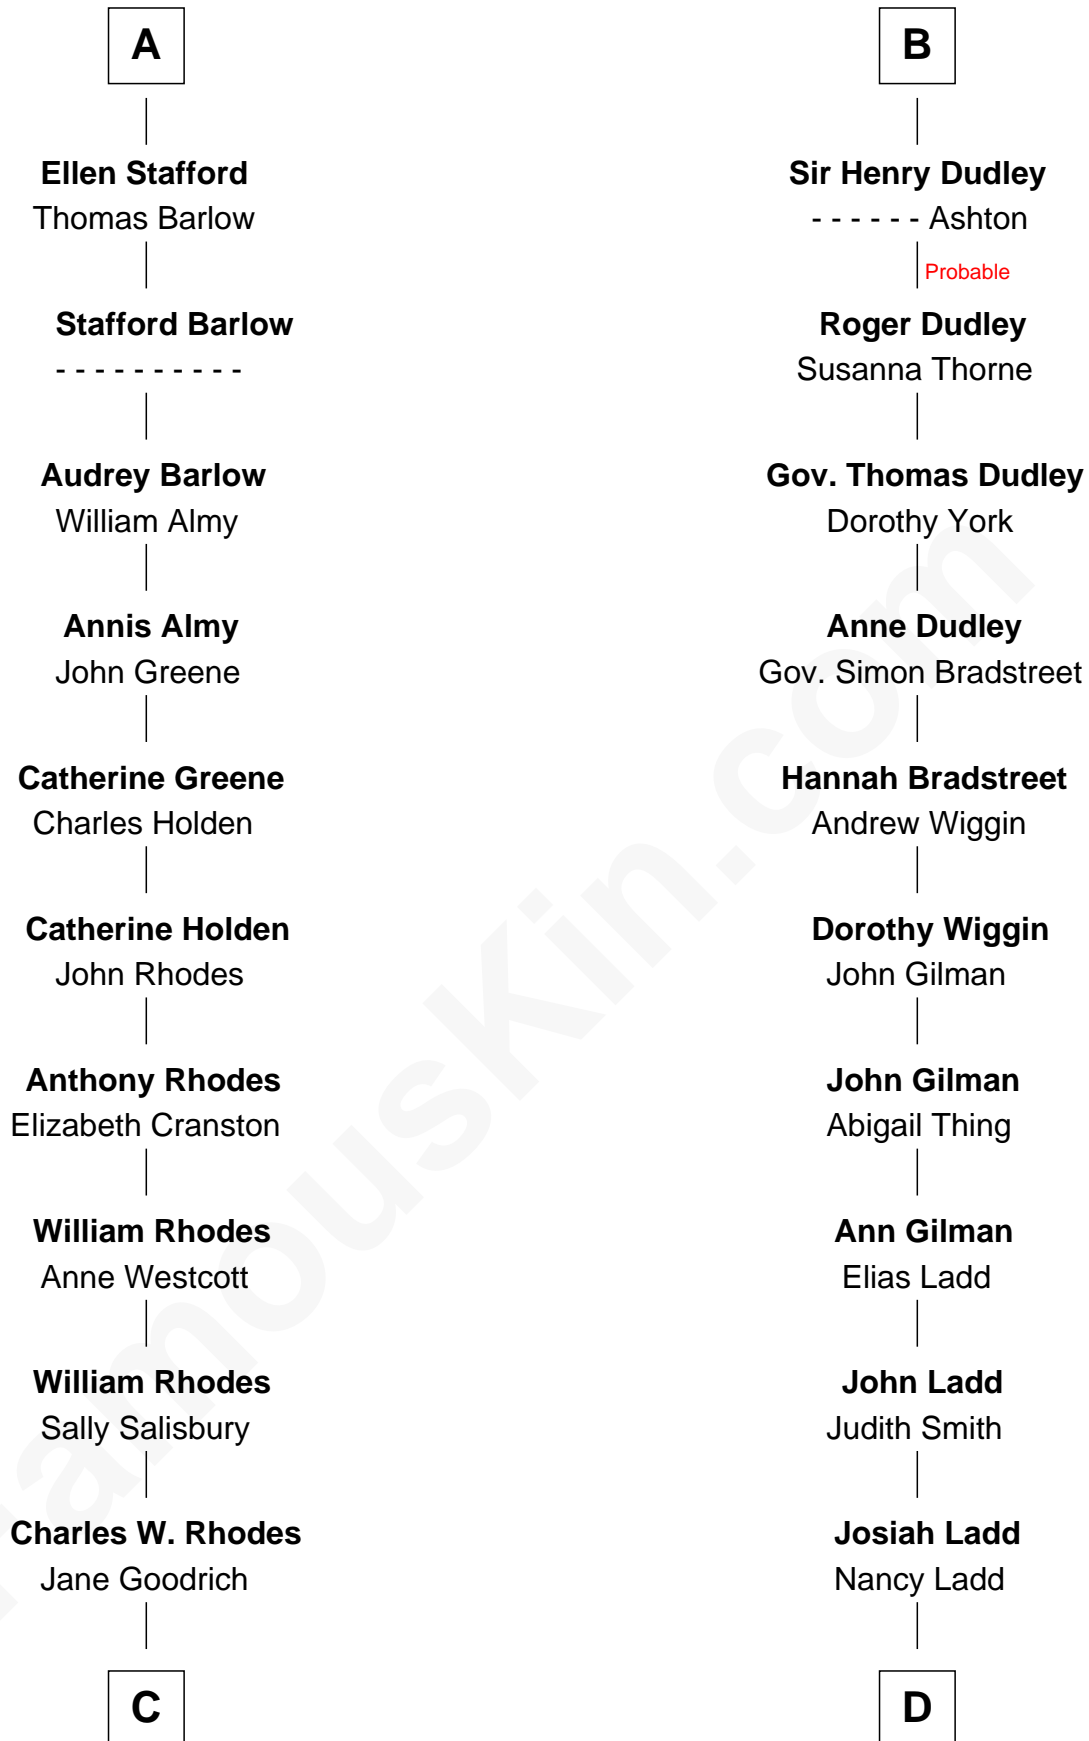 A
Ellen Stafford
Thomas Barlow
Stafford Barlow
- - - - - - - - - -
Audrey Barlow
William Almy
Annis Almy
John Greene
Catherine Greene
Charles Holden
Catherine Holden
John Rhodes
Anthony Rhodes
Elizabeth Cranston
William Rhodes
Anne Westcott
William Rhodes
Sally Salisbury
Charles W. Rhodes
Jane Goodrich
C
B
Sir Henry Dudley
- - - - - - Ashton
Probable
Roger Dudley
Susanna Thorne
Gov. Thomas Dudley
Dorothy York
Anne Dudley
Gov. Simon Bradstreet
Hannah Bradstreet
Andrew Wiggin
Dorothy Wiggin
John Gilman
John Gilman
Abigail Thing
Ann Gilman
Elias Ladd
John Ladd
Judith Smith
Josiah Ladd
Nancy Ladd
D
FamousKin.com